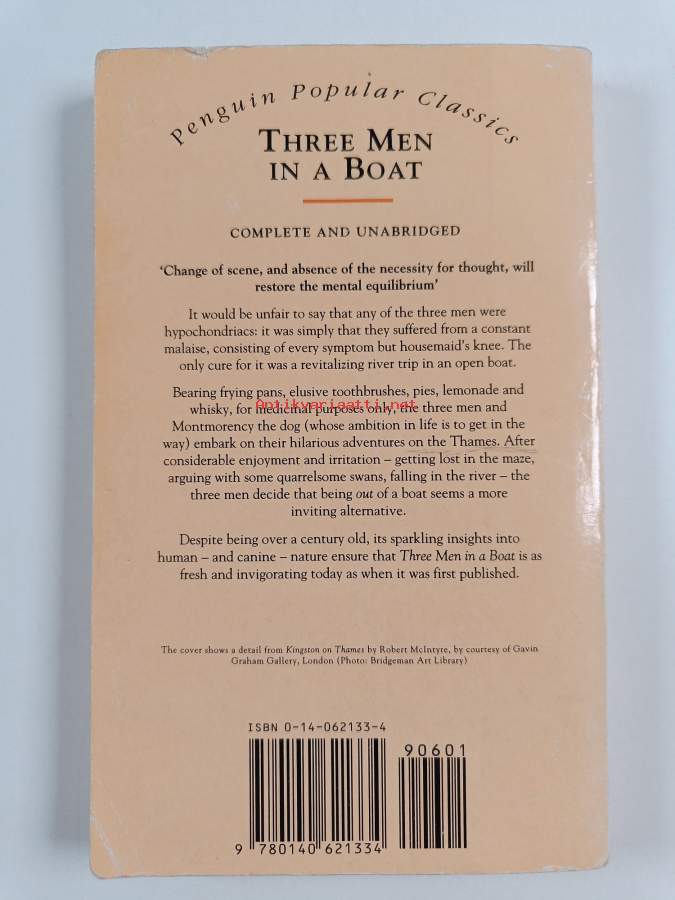 Penguin Popular Classics
THREE MEN
IN A BOAT
COMPLETE AND UNABRIDGED
‘Change of scene, and absence of the necessity for thought, will
restore the mental equilibrium’
It would be unfair to say that any of the three men were
hypochondriacs: it was simply that they suffered from a constant
malaise, consisting of every symptom but housemaid’s knee. The
only cure for it was a revitalizing river trip in an open boat.
Bearing frying pans, elusive toothbrushes, pies, lemonade and
Antikvariaatti.net
whisky, for medicinal purposes only, the three men and
Montmorency the dog (whose ambition in life is to get in the
way) embark on their hilarious adventures on the Thames. After
considerable enjoyment and irritation – getting lost in the maze,
arguing with some quarrelsome swans, falling in the river – the
three men decide that being out of a boat seems a more
inviting alternative.
Despite being over a century old, its sparkling insights into
human – and canine – nature ensure that Three Men in a Boat is as
fresh and invigorating today as when it was first published.
The cover shows a detail from Kingston on Thames by Robert McIntyre, by courtesy of Gavin
Graham Gallery, London (Photo: Bridgeman Art Library)
ISBN 0-14-062133-4
90601
9 780140 621334